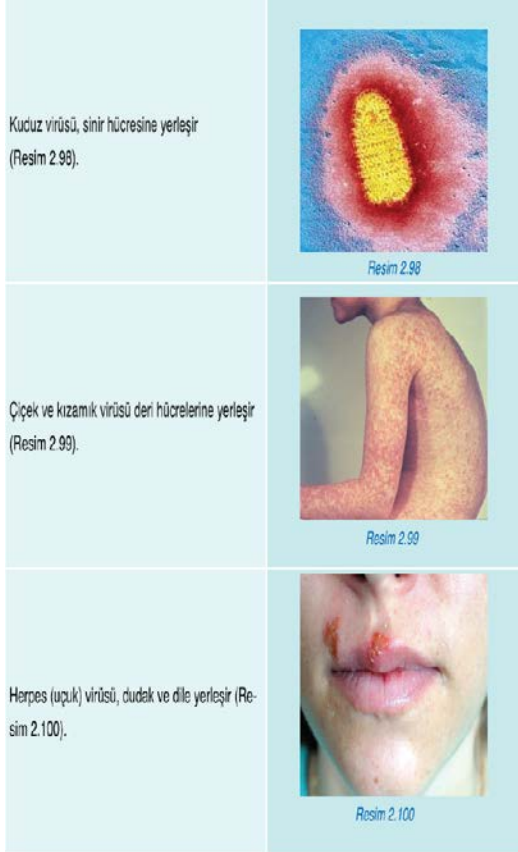 Kuduz virüsü, sinir hücresine yerleşir
(Resim 2.98).
Resim 2.98
Çiçek ve kızamık virüsü deri hücrelerine yerleşir
(Resim 2.99).
Resim 2.99
Herpes (uçuk) virüsü, dudak ve dile yerleşir (Re-
sim 2.100).
Resim 2.100